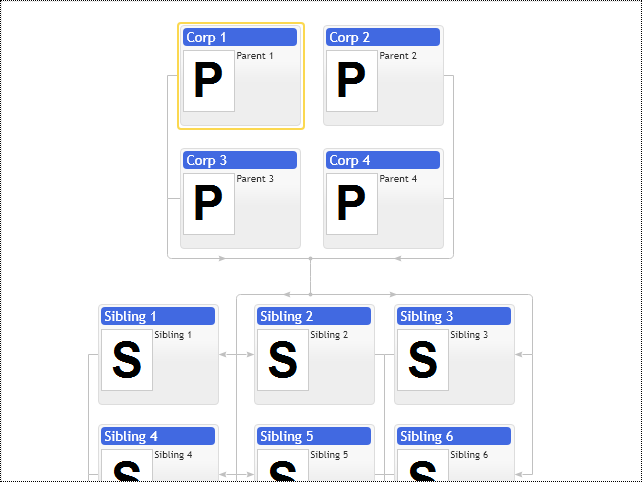 Corp 1
Parent 1
P
Corp 2
Parent 2
P
Corp 3
Parent 3
P
Corp 4
Parent 4
P
Sibling 1
Sibling 1
S
Sibling 2
Sibling 2
S
Sibling 3
Sibling 3
S
Sibling 4
Sibling 4
S
Sibling 5
Sibling 5
S
Sibling 6
Sibling 6
S